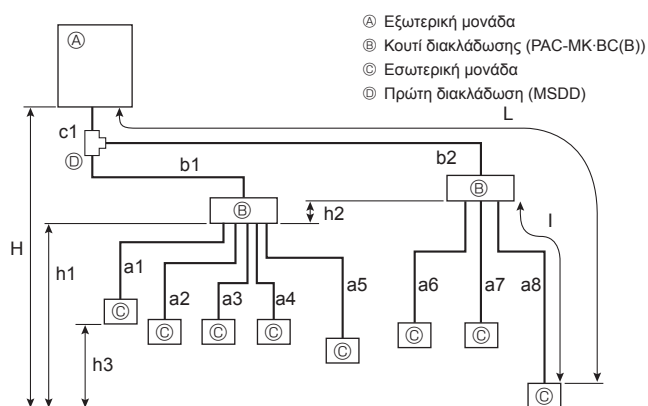 Ⓐ Εξωτερική μονάδα
Ⓑ Κουτί διακλάδωσης (PAC-MK·BC(B))
Ⓒ Εσωτερική μονάδα
Ⓓ Πρώτη διακλάδωση (MSDD)
Ⓐ
L
c1
Ⓓ
b1
b2
Ⓑ
Ⓑ
h2
l
H
h1
a1
a2
a3
a4
a5
a6
a7
a8
Ⓒ
Ⓒ
Ⓒ
Ⓒ
Ⓒ
Ⓒ
Ⓒ
h3
Ⓒ